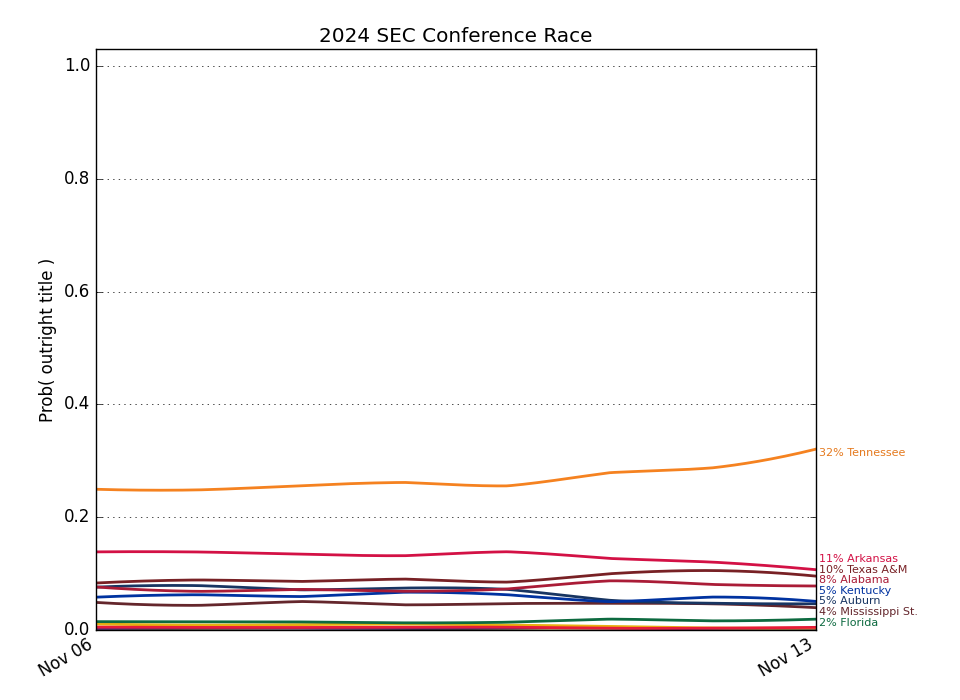 2024 SEC Conference Race
Prob( outright title )
1.0
0.8
0.6
0.4
0.2
0.0
Nov 06
Nov 13
32% Tennessee
11% Arkansas
10% Texas A&M
8% Alabama
5% Kentucky
5% Auburn
4% Mississippi St.
2% Florida